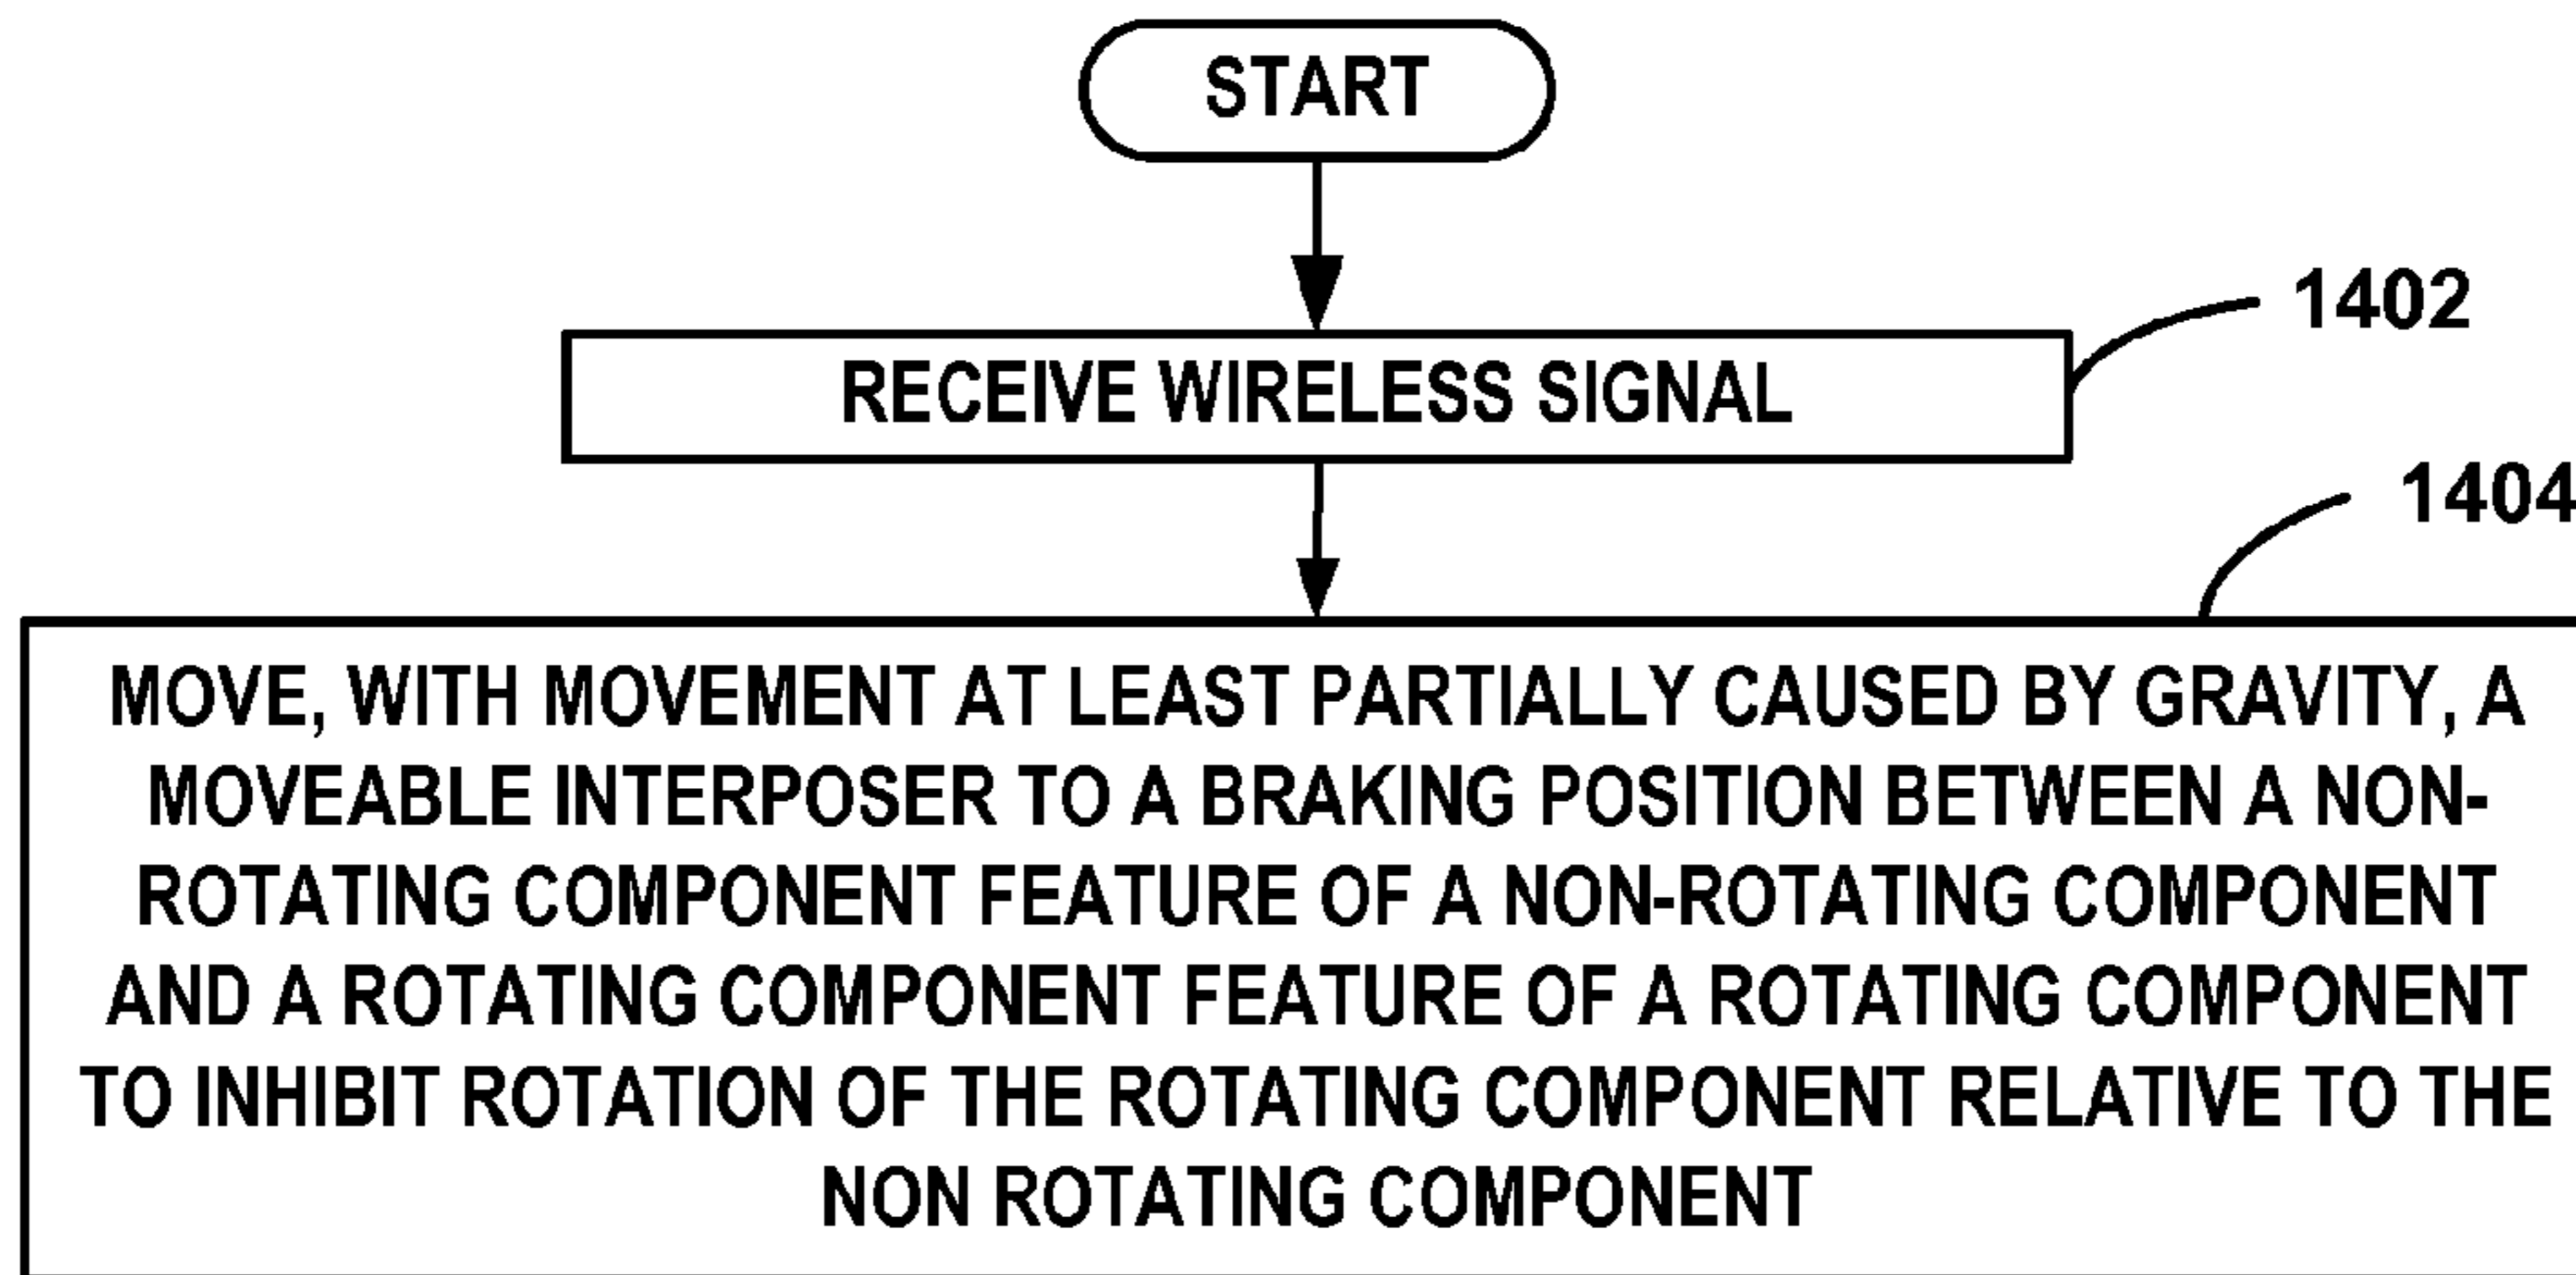 START
1402
RECEIVE WIRELESS SIGNAL
1404
MOVE, WITH MOVEMENT AT LEAST PARTIALLY CAUSED BY GRAVITY, A
MOVEABLE INTERPOSER TO A BRAKING POSITION BETWEEN A NON-
ROTATING COMPONENT FEATURE OF A NON-ROTATING COMPONENT
AND A ROTATING COMPONENT FEATURE OF A ROTATING COMPONENT
TO INHIBIT ROTATION OF THE ROTATING COMPONENT RELATIVE TO THE
NON ROTATING COMPONENT